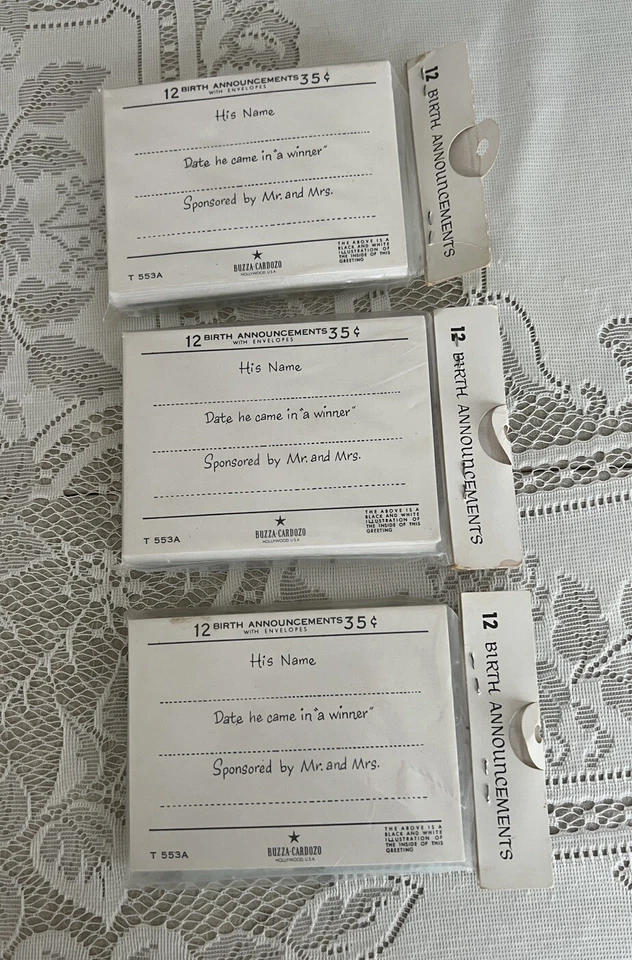 12 BIRTH ANNOUNCEMENTS 35¢
WITH ENVELOPES
His Name
Date he came in "a winner"
Sponsored by Mr. and Mrs.
T 553A
BUZZA-CARDOZO
HOLLYWOOD, U.S.A.
THE ABOVE IS A
BLACK AND WHITE
ILLUSTRATION OF
THE INSIDE OF THIS
GREETING
12 BIRTH ANNOUNCEMENTS
12 BIRTH ANNOUNCEMENTS 35¢
WITH ENVELOPES
His Name
Date he came in "a winner"
Sponsored by Mr. and Mrs.
T 553A
BUZZA-CARDOZO
HOLLYWOOD, U.S.A.
THE ABOVE IS A
BLACK AND WHITE
ILLUSTRATION OF
THE INSIDE OF THIS
GREETING
12 BIRTH ANNOUNCEMENTS
12 BIRTH ANNOUNCEMENTS 35¢
WITH ENVELOPES
His Name
Date he came in "a winner"
Sponsored by Mr. and Mrs.
T 553A
BUZZA-CARDOZO
HOLLYWOOD, U.S.A.
THE ABOVE IS A
BLACK AND WHITE
ILLUSTRATION OF
THE INSIDE OF THIS
GREETING
12 BIRTH ANNOUNCEMENTS